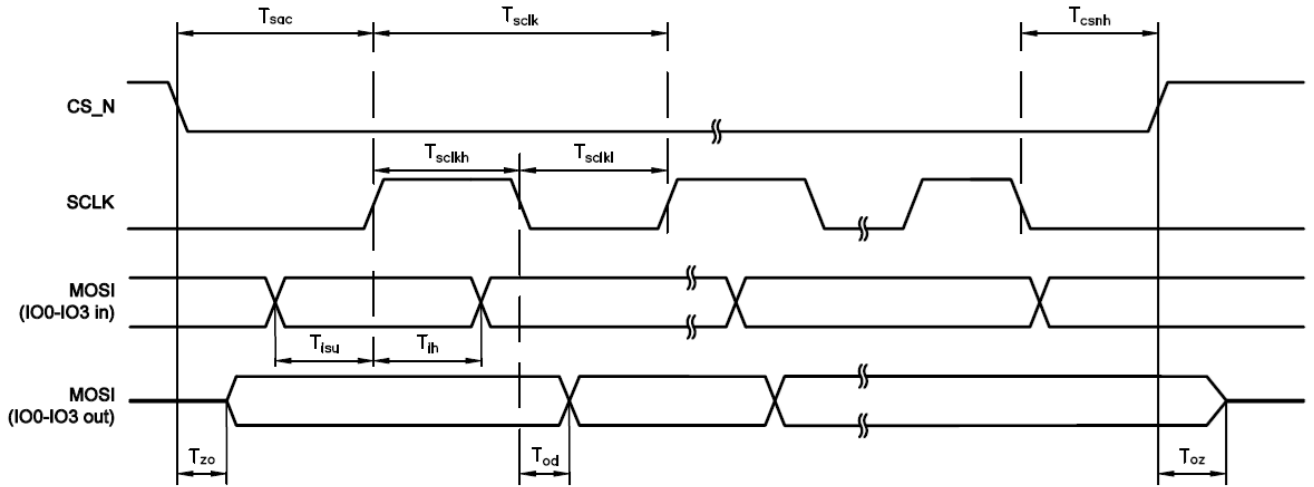 Tsac Tsclk Tcsnh
CS_N
Tsclkh Tsclkl
SCLK
MOSI
(IO0-IO3 in)
Tisu Tih
MOSI
(IO0-IO3 out)
Tzo Tod Toz